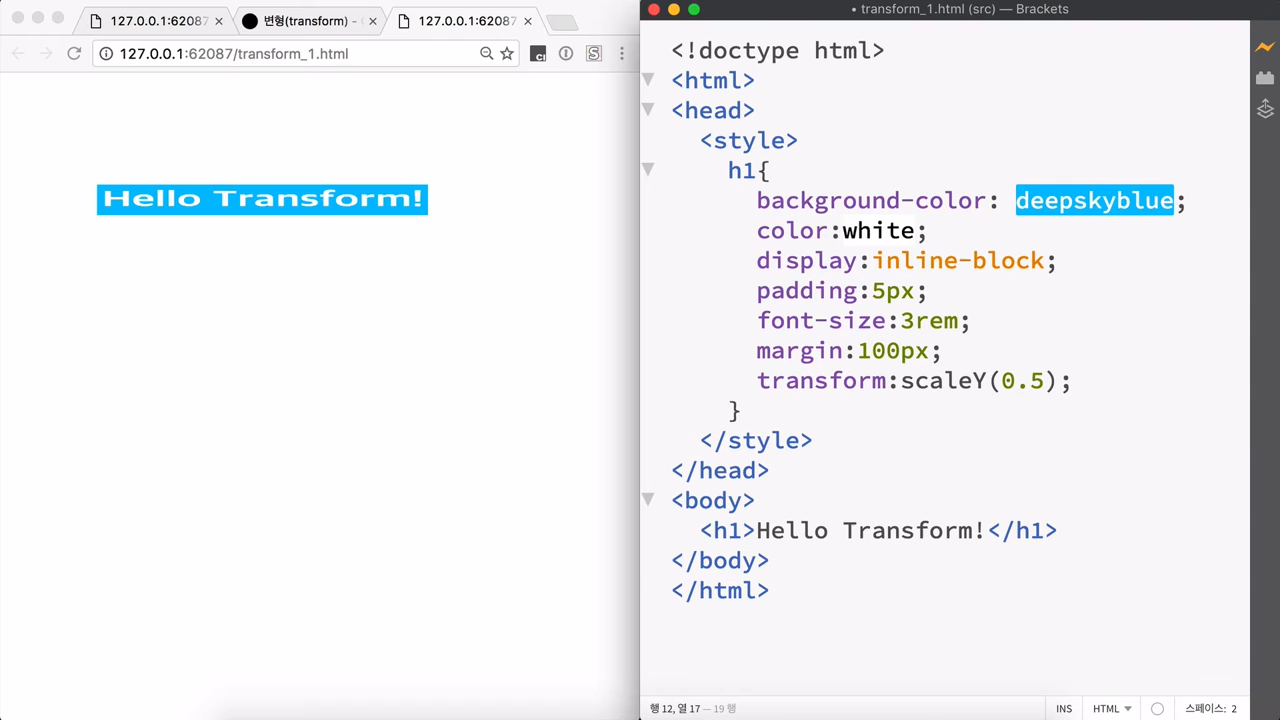 127.0.0.1:62087
변형(transform) -
127.0.0.1:62087
127.0.0.1:62087/transform_1.html
Hello Transform!
• transform_1.html (src) — Brackets
<!doctype html>
<html>
<head>
<style>
h1{
background-color: deepskyblue;
color:white;
display:inline-block;
padding:5px;
font-size:3rem;
margin:100px;
transform:scaleY(0.5);
}
</style>
</head>
<body>
<h1>Hello Transform!</h1>
</body>
</html>
행 12, 열 17 — 19 행
INS
HTML
스페이스: 2